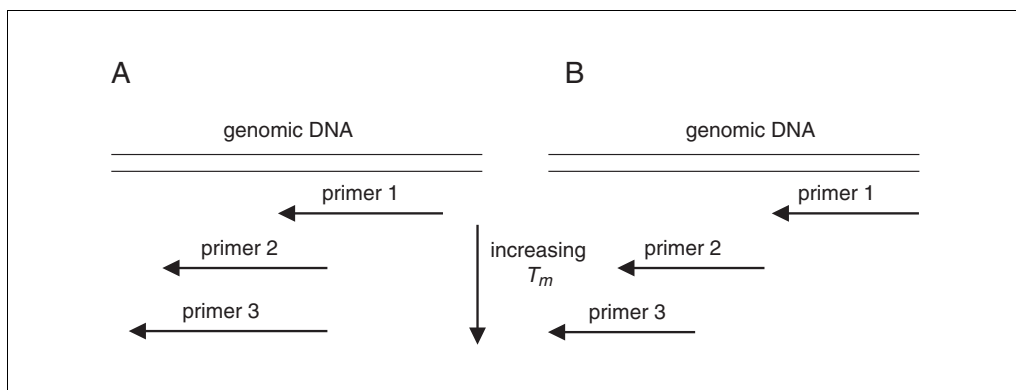 A
genomic DNA
primer 1
primer 2
primer 3
increasing
Tm
B
genomic DNA
primer 1
primer 2
primer 3